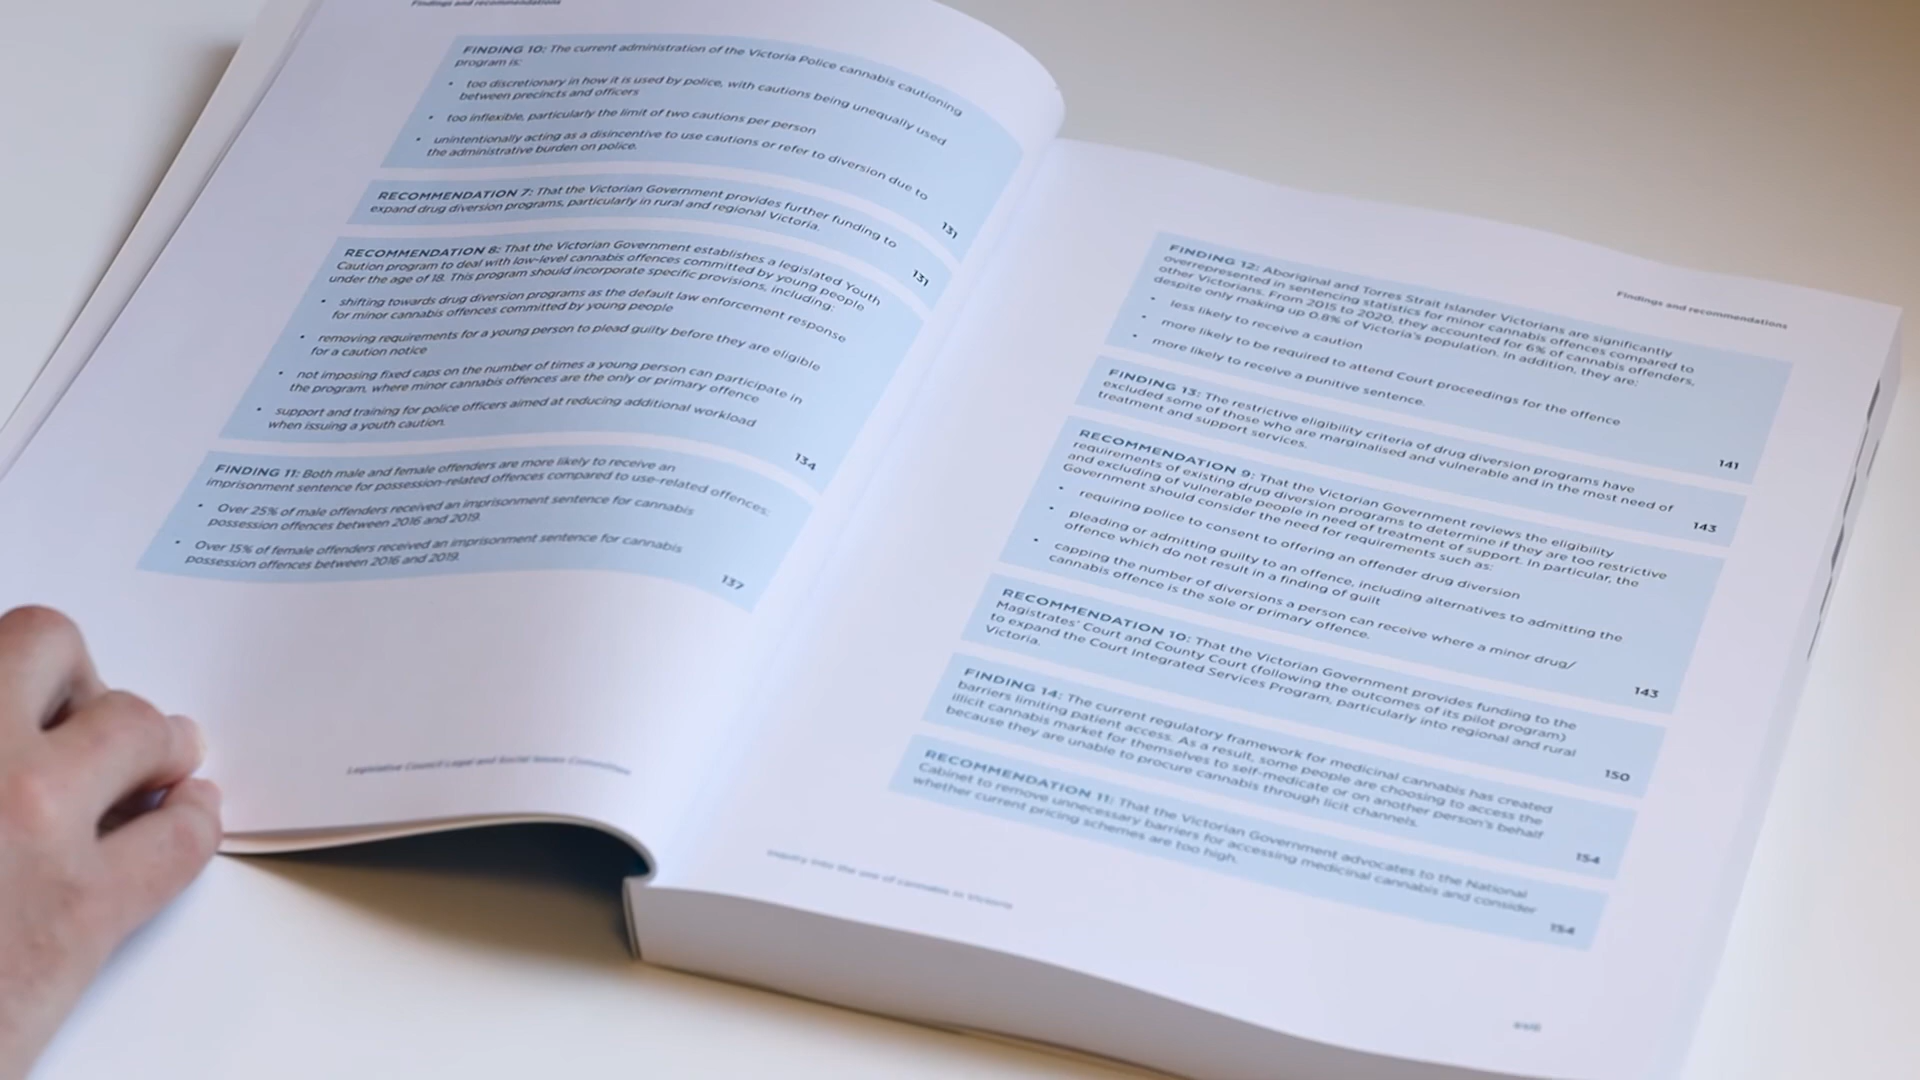 Findings and recommendations
FINDING 10: The current administration of the Victoria Police cannabis cautioning
program is:
• too discretionary in how it is used by police, with cautions being unequally used
between precincts and officers
• too inflexible, particularly the limit of two cautions per person
• unintentionally acting as a disincentive to use cautions or refer to diversion due to
the administrative burden on police.
131
RECOMMENDATION 7: That the Victorian Government provides further funding to
expand drug diversion programs, particularly in rural and regional Victoria.
131
RECOMMENDATION 8: That the Victorian Government establishes a legislated Youth
Caution program to deal with low-level cannabis offences committed by young people
under the age of 18. This program should incorporate specific provisions, including:
• shifting towards drug diversion programs as the default law enforcement response
for minor cannabis offences committed by young people
• removing requirements for a young person to plead guilty before they are eligible
for a caution notice
• not imposing fixed caps on the number of times a young person can participate in
the program, where minor cannabis offences are the only or primary offence
• support and training for police officers aimed at reducing additional workload
when issuing a youth caution.
134
FINDING 11: Both male and female offenders are more likely to receive an
imprisonment sentence for possession-related offences compared to use-related offences:
• Over 25% of male offenders received an imprisonment sentence for cannabis
possession offences between 2016 and 2019.
• Over 15% of female offenders received an imprisonment sentence for cannabis
possession offences between 2016 and 2019.
137
Legislative Council Legal and Social Issues Committee
Findings and recommendations
FINDING 12: Aboriginal and Torres Strait Islander Victorians are significantly
overrepresented in sentencing statistics for minor cannabis offences compared to
other Victorians. From 2015 to 2020, they accounted for 6% of cannabis offenders,
despite only making up 0.8% of Victoria's population. In addition, they are:
• less likely to receive a caution
• more likely to be required to attend Court proceedings for the offence
• more likely to receive a punitive sentence.
141
FINDING 13: The restrictive eligibility criteria of drug diversion programs have
excluded some of those who are marginalised and vulnerable and in the most need of
treatment and support services.
143
RECOMMENDATION 9: That the Victorian Government reviews the eligibility
requirements of existing drug diversion programs to determine if they are too restrictive
and excluding of vulnerable people in need of treatment of support. In particular, the
Government should consider the need for requirements such as:
• requiring police to consent to offering an offender drug diversion
• pleading or admitting guilty to an offence, including alternatives to admitting the
offence which do not result in a finding of guilt
• capping the number of diversions a person can receive where a minor drug/
cannabis offence is the sole or primary offence.
143
RECOMMENDATION 10: That the Victorian Government provides funding to the
Magistrates' Court and County Court (following the outcomes of its pilot program)
to expand the Court Integrated Services Program, particularly into regional and rural
Victoria.
150
FINDING 14: The current regulatory framework for medicinal cannabis has created
barriers limiting patient access. As a result, some people are choosing to access the
illicit cannabis market for themselves to self-medicate or on another person's behalf
because they are unable to procure cannabis through licit channels.
154
RECOMMENDATION 11: That the Victorian Government advocates to the National
Cabinet to remove unnecessary barriers for accessing medicinal cannabis and consider
whether current pricing schemes are too high.
154
Inquiry into the use of cannabis in Victoria